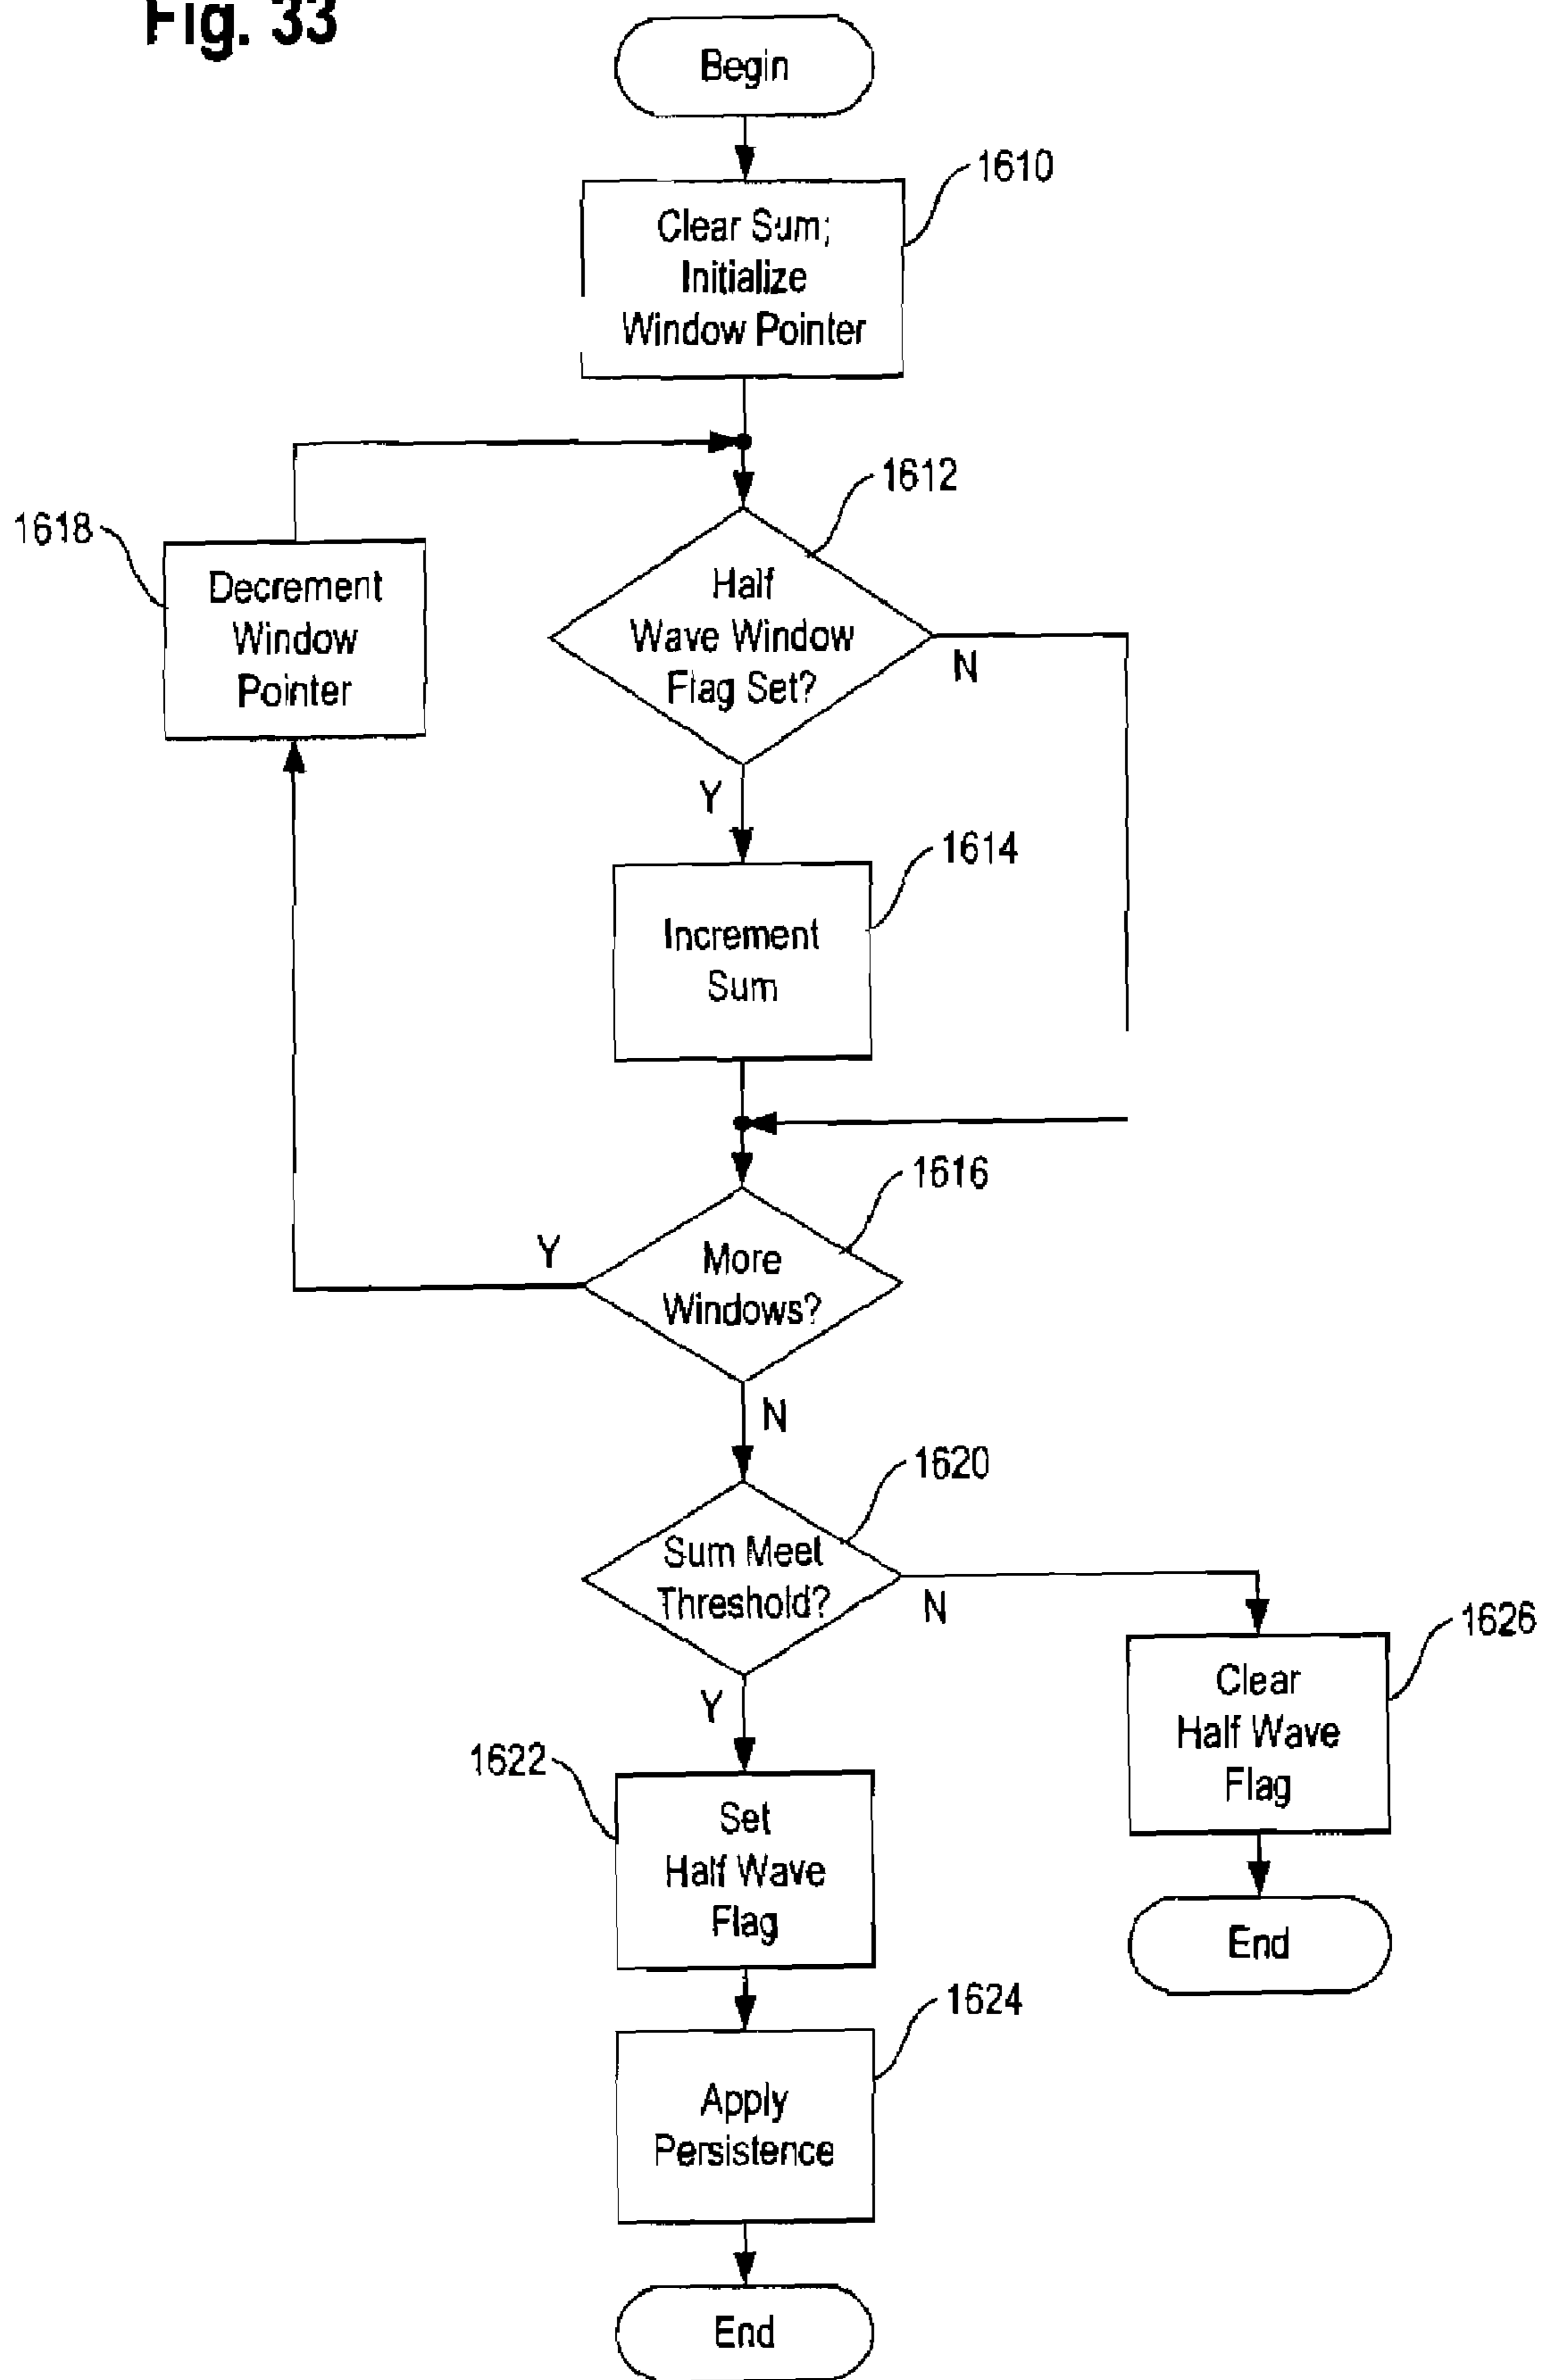 Fig. 33
Begin
1610
Clear Sum;
Initialize
Window Pointer
1612
Half
Wave Window
Flag Set?
N
Y
1618
Decrement
Window
Pointer
1614
Increment
Sum
1616
More
Windows?
Y
N
1620
Sum Meet
Threshold?
N
Y
1626
Clear
Half Wave
Flag
End
1622
Set
Half Wave
Flag
1624
Apply
Persistence
End